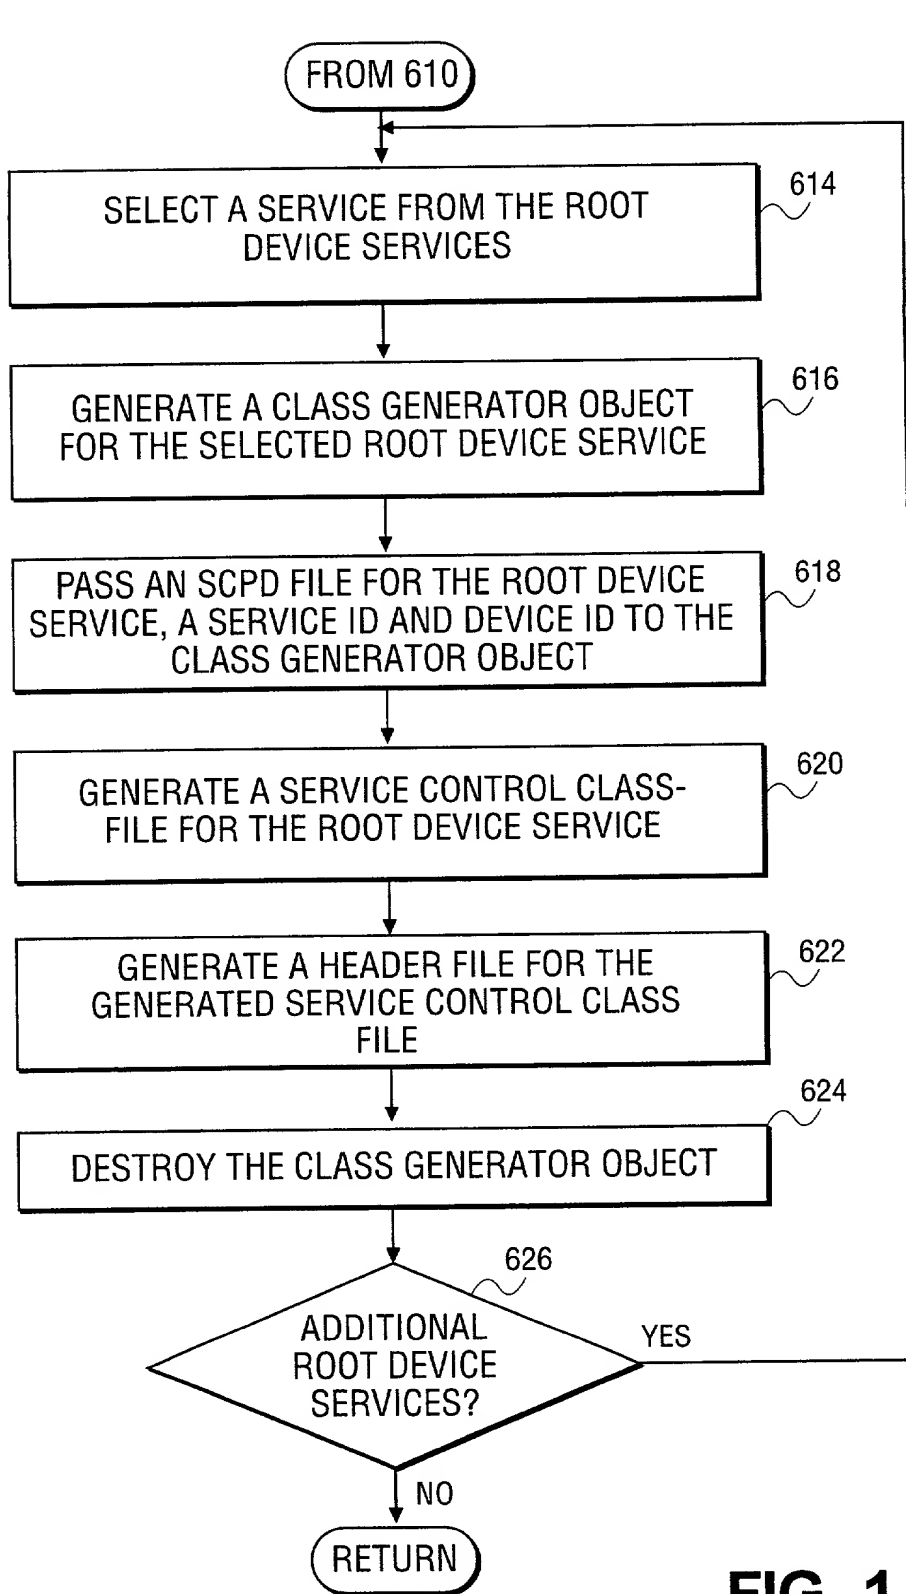 FROM 610
SELECT A SERVICE FROM THE ROOT
DEVICE SERVICES
614
GENERATE A CLASS GENERATOR OBJECT
FOR THE SELECTED ROOT DEVICE SERVICE
616
PASS AN SCPD FILE FOR THE ROOT DEVICE
SERVICE, A SERVICE ID AND DEVICE ID TO THE
CLASS GENERATOR OBJECT
618
GENERATE A SERVICE CONTROL CLASS-
FILE FOR THE ROOT DEVICE SERVICE
620
GENERATE A HEADER FILE FOR THE
GENERATED SERVICE CONTROL CLASS
FILE
622
DESTROY THE CLASS GENERATOR OBJECT
624
626
ADDITIONAL
ROOT DEVICE
SERVICES?
YES
NO
RETURN
FIG. 1